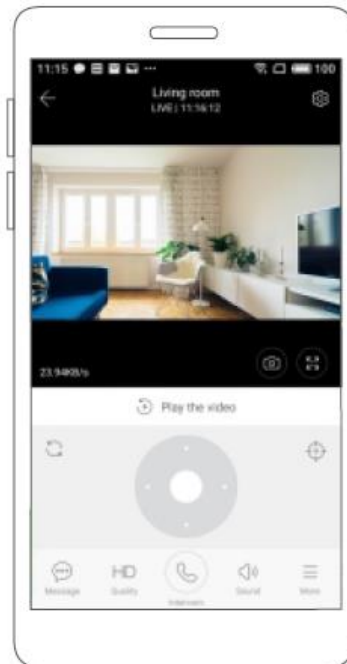 11:15 ... 100
Living room
LIVE | 11:16:12
23.94KB/s
Play the video
HD
Message Quality Intercom Sound More